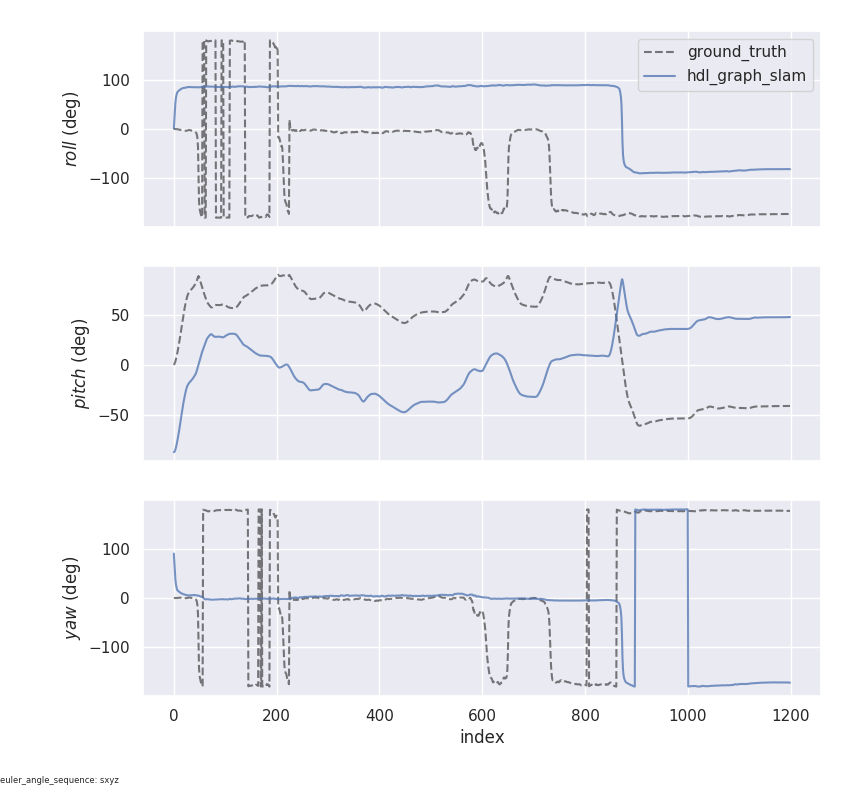 ground_truth
hdl_graph_slam
roll (deg)
100
0
−100
pitch (deg)
50
0
−50
yaw (deg)
100
0
−100
0 200 400 600 800 1000 1200
index
euler_angle_sequence: sxyz